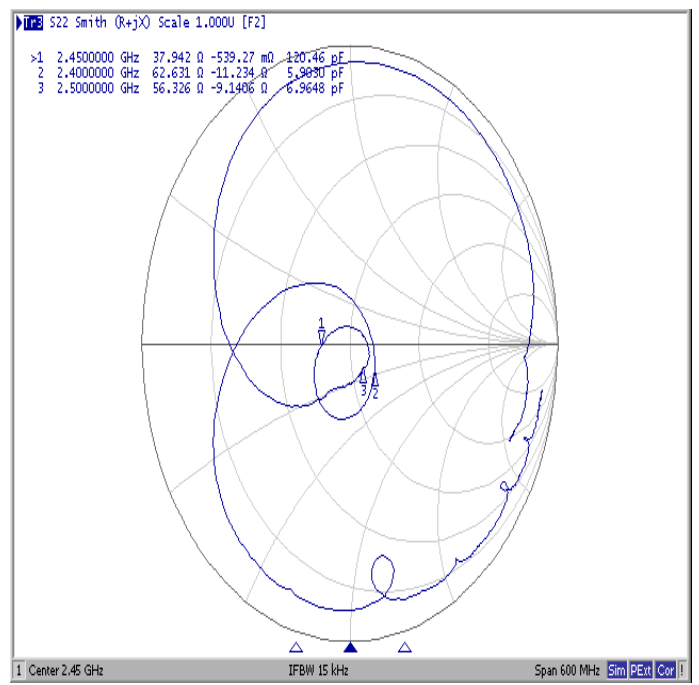 Tr3 S22 Smith (R+jX) Scale 1.000U [F2]
>1 2.4500000 GHz 37.942 Ω -539.27 mΩ 120.46 pF
2 2.4000000 GHz 62.631 Ω -11.234 Ω 5.9030 pF
3 2.5000000 GHz 56.326 Ω -9.1406 Ω 6.9648 pF
1
3 2
1 Center 2.45 GHz IFBW 15 kHz Span 600 MHz Sim PExt Cor !